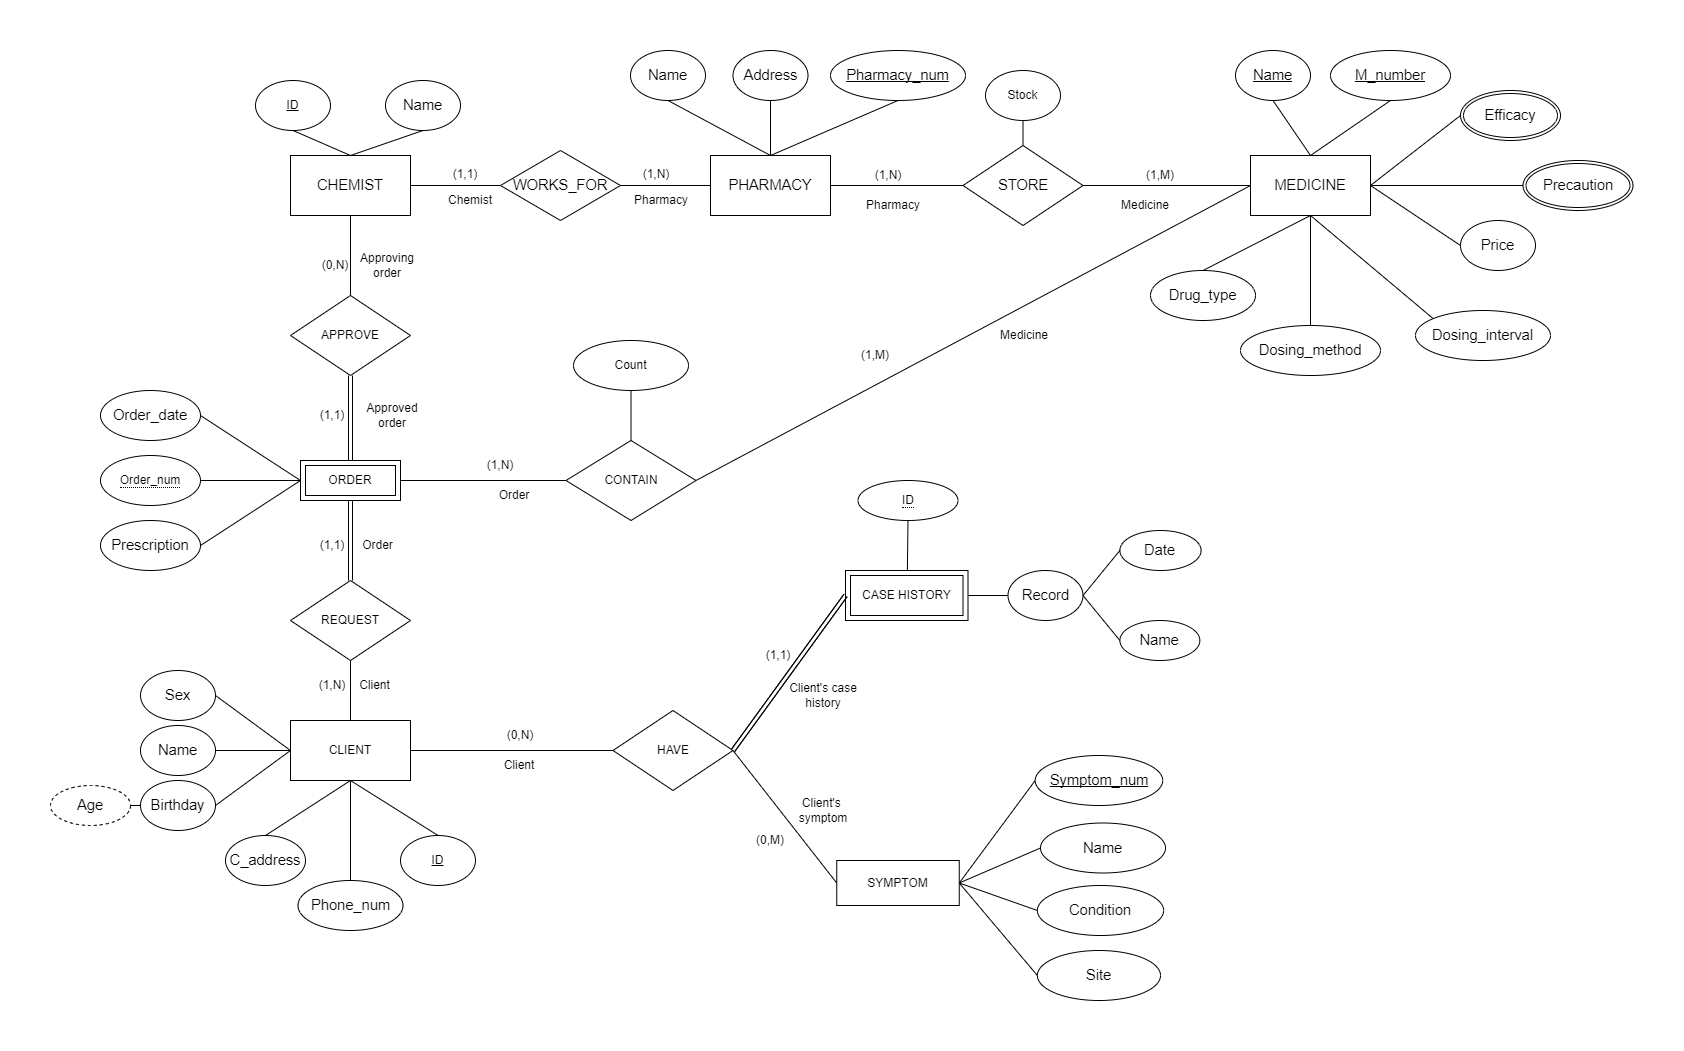 Name
Address
Pharmacy_num
Name
M_number
ID
Name
Stock
Efficacy
CHEMIST
(1,1)
Chemist
WORKS_FOR
(1,N)
Pharmacy
PHARMACY
(1,N)
Pharmacy
STORE
(1,M)
Medicine
MEDICINE
Precaution
Price
(0,N)
Approving
order
Drug_type
Dosing_method
Dosing_interval
APPROVE
Medicine
(1,M)
Count
Order_date
(1,1)
Approved
order
Order_num
ORDER
(1,N)
Order
CONTAIN
ID
Prescription
(1,1)
Order
Date
CASE HISTORY
Record
Name
REQUEST
(1,1)
Client's case
history
Sex
(1,N)
Client
Name
CLIENT
(0,N)
Client
HAVE
Age
Birthday
Client's
symptom
(0,M)
Symptom_num
Name
C_address
ID
Phone_num
SYMPTOM
Condition
Site